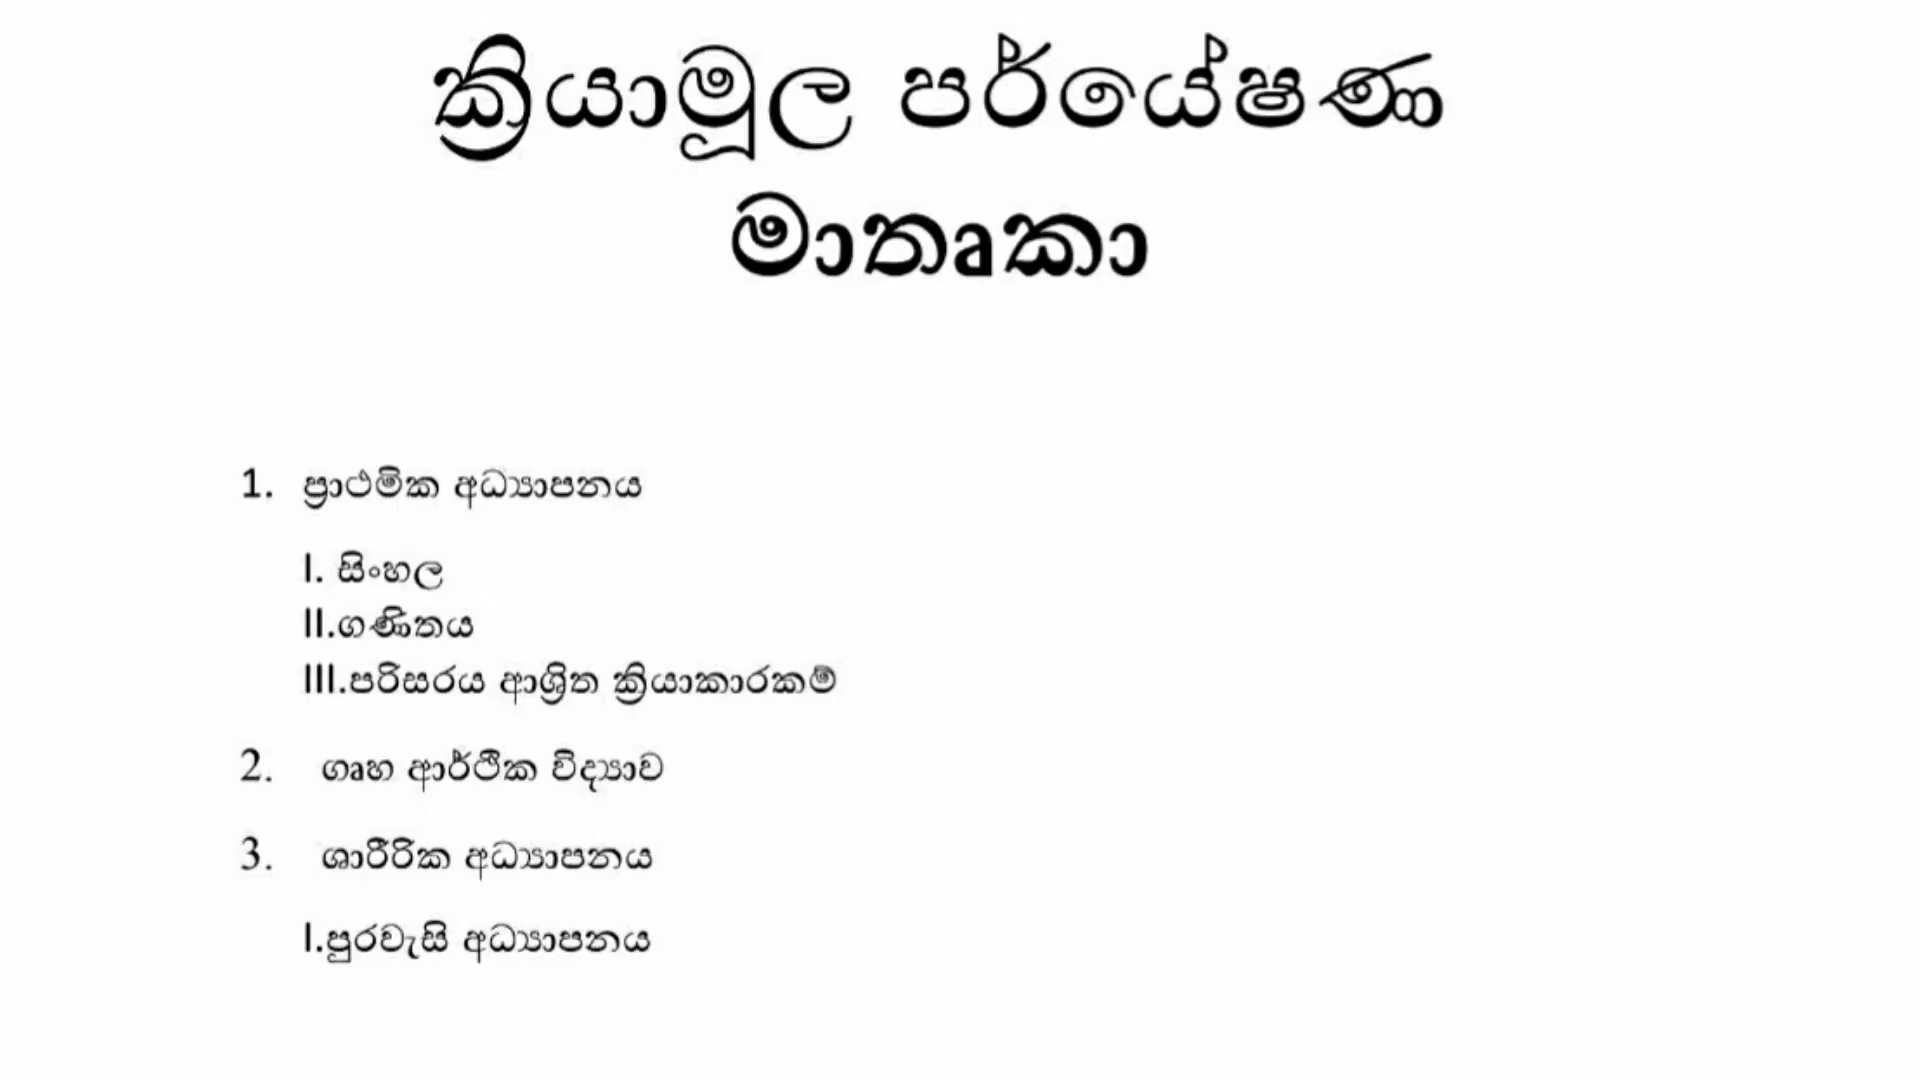 ක්‍රියාමූල පර්යේෂණ
මාතෘකා
1. ප්‍රාථමික අධ්‍යාපනය
I. සිංහල
II.ගණිතය
III.පරිසරය ආශ්‍රිත ක්‍රියාකාරකම්
2. ගෘහ ආර්ථික විද්‍යාව
3. ශාරීරික අධ්‍යාපනය
I.පුරවැසි අධ්‍යාපනය